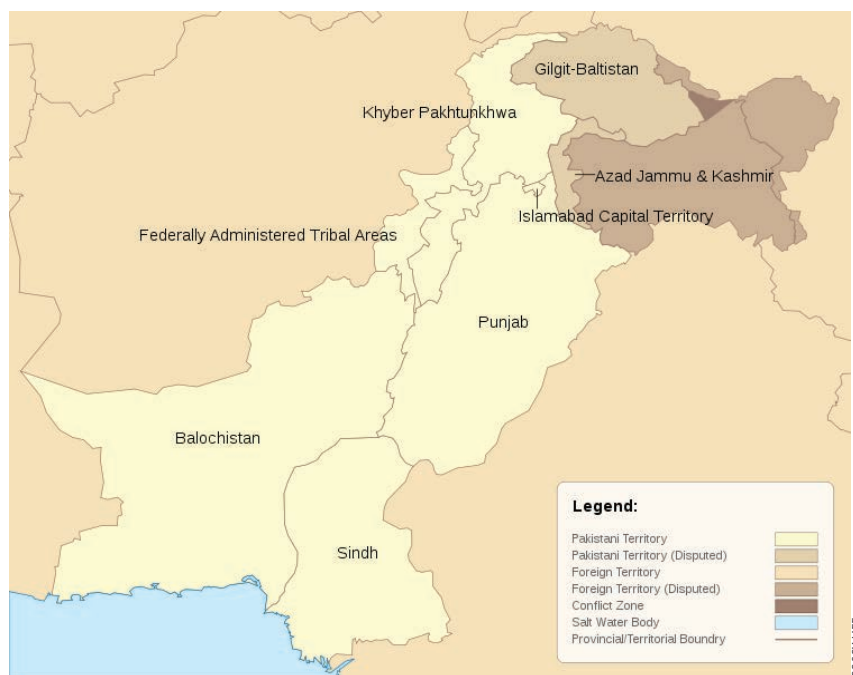 Gilgit-Baltistan
Khyber Pakhtunkhwa
Azad Jammu & Kashmir
Islamabad Capital Territory
Federally Administered Tribal Areas
Punjab
Balochistan
Sindh
Legend:
Pakistani Territory
Pakistani Territory (Disputed)
Foreign Territory
Foreign Territory (Disputed)
Conflict Zone
Salt Water Body
Provincial/Territorial Boundry